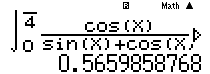 R Math ▲
∫ 4 0 cos(X) sin(X)+cos(X)
0.5659858768